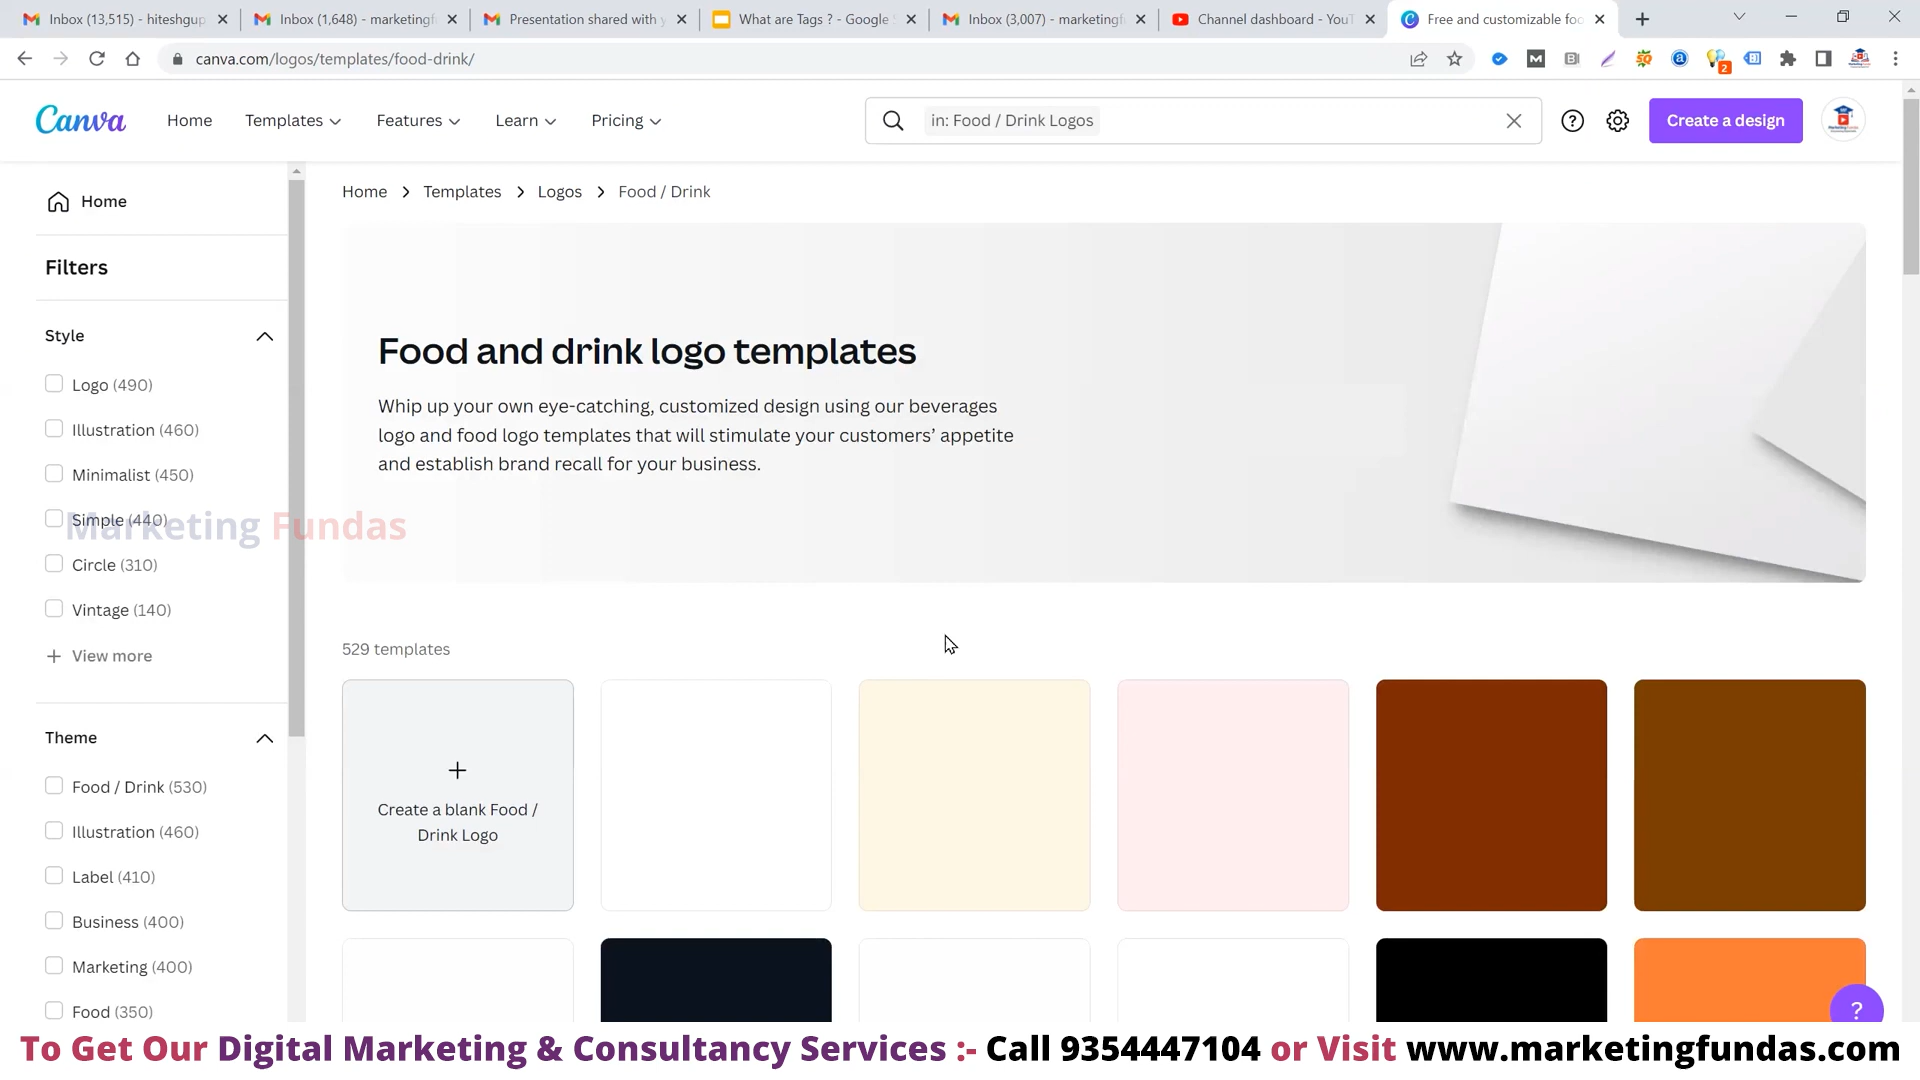 Inbox (13,515) - hiteshgup
Inbox (1,648) - marketingf
Presentation shared with y
What are Tags ? - Google S
Inbox (3,007) - marketingf
Channel dashboard - YouT
Free and customizable foo
canva.com/logos/templates/food-drink/
2
Canva
Home
Templates
Features
Learn
Pricing
in: Food / Drink Logos
Create a design
Home
Filters
Style
Logo (490)
Illustration (460)
Minimalist (450)
Simple (440)
Circle (310)
Vintage (140)
+ View more
Theme
Food / Drink (530)
Illustration (460)
Label (410)
Business (400)
Marketing (400)
Food (350)
Marketing Fundas
Home > Templates > Logos > Food / Drink
Food and drink logo templates
Whip up your own eye-catching, customized design using our beverages
logo and food logo templates that will stimulate your customers’ appetite
and establish brand recall for your business.
529 templates
+
Create a blank Food /
Drink Logo
?
To Get Our Digital Marketing & Consultancy Services :- Call 9354447104 or Visit www.marketingfundas.com